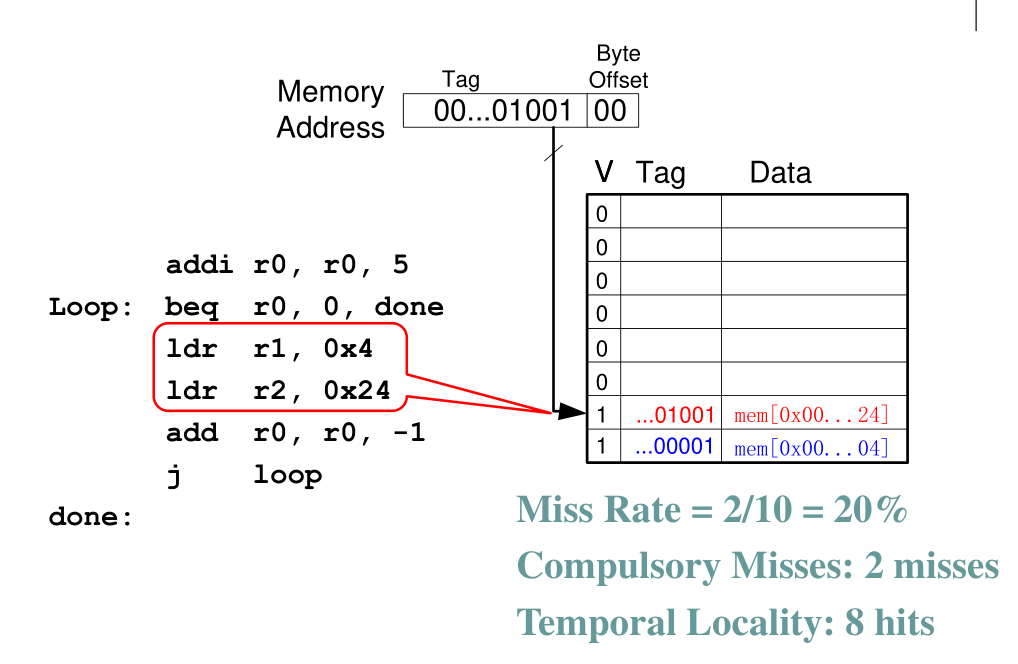 Memory Address
Tag
Byte Offset
00...01001 00
V Tag Data
0
0
0
0
0
0
1 ...01001 mem[0x00...24]
1 ...00001 mem[0x00...04]
addi r0, r0, 5
Loop: beq r0, 0, done
ldr r1, 0x4
ldr r2, 0x24
add r0, r0, -1
j loop
done:
Miss Rate = 2/10 = 20%
Compulsory Misses: 2 misses
Temporal Locality: 8 hits